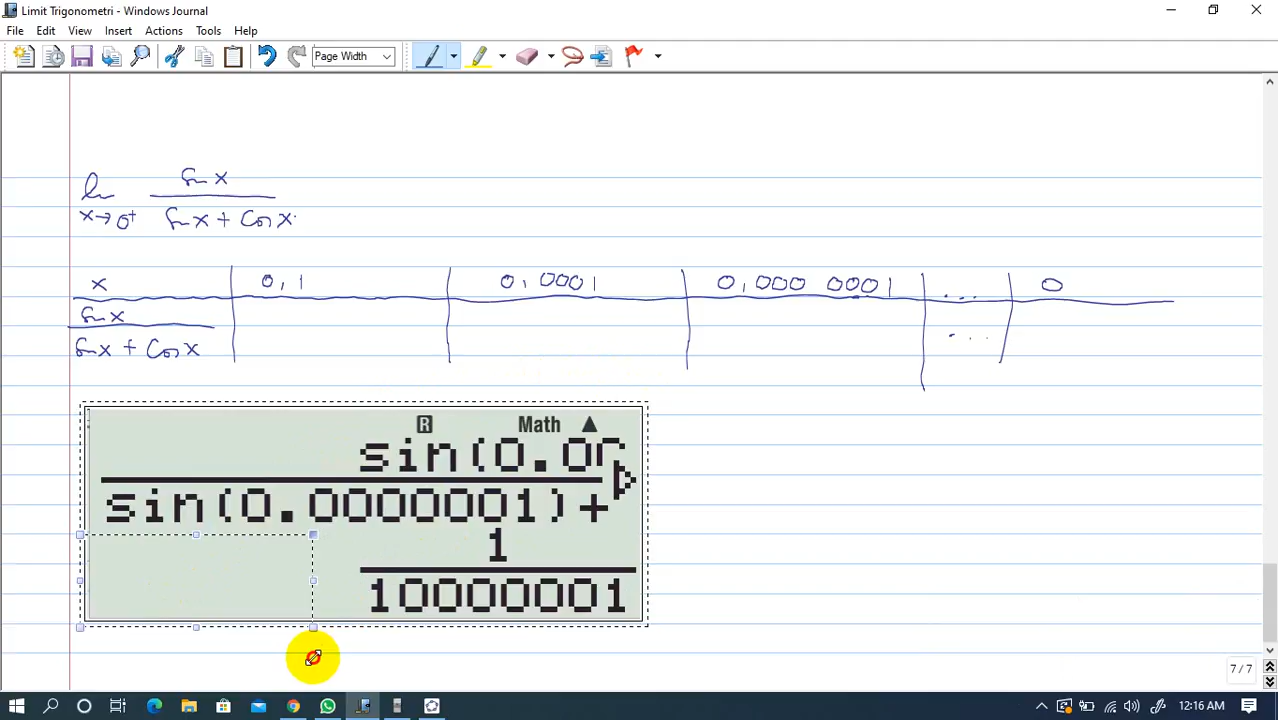 Limit Trigonometri - Windows Journal
File Edit View Insert Actions Tools Help
Page Width
lim sin x
x→0+ sin x + cos x
x 0,1 0,0001 0,000 0001 ... 0
sin x
sin x + cos x ...
R Math ▲
sin(0.00
sin(0.0000001)+
1
10000001
7 / 7
12:16 AM